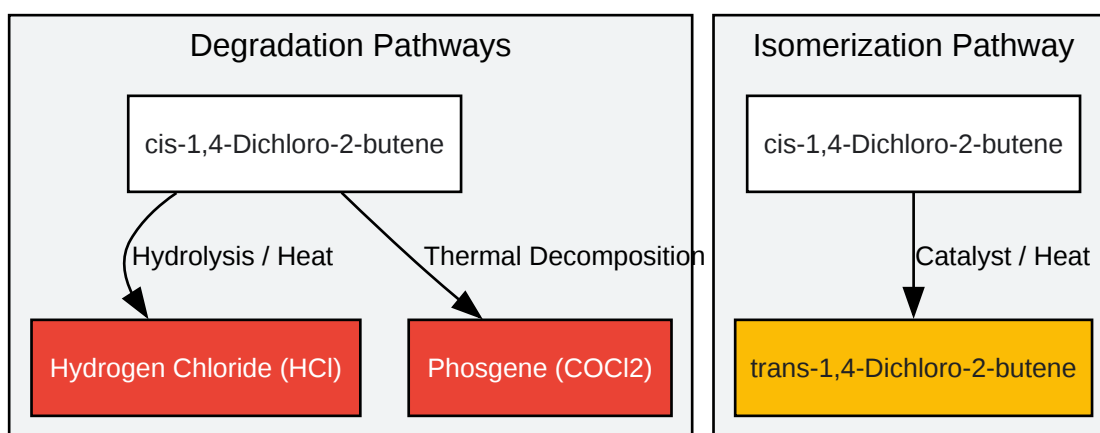 Degradation Pathways
cis-1,4-Dichloro-2-butene
Hydrolysis / Heat
Thermal Decomposition
Hydrogen Chloride (HCl)
Phosgene (COCl2)
Isomerization Pathway
cis-1,4-Dichloro-2-butene
Catalyst / Heat
trans-1,4-Dichloro-2-butene